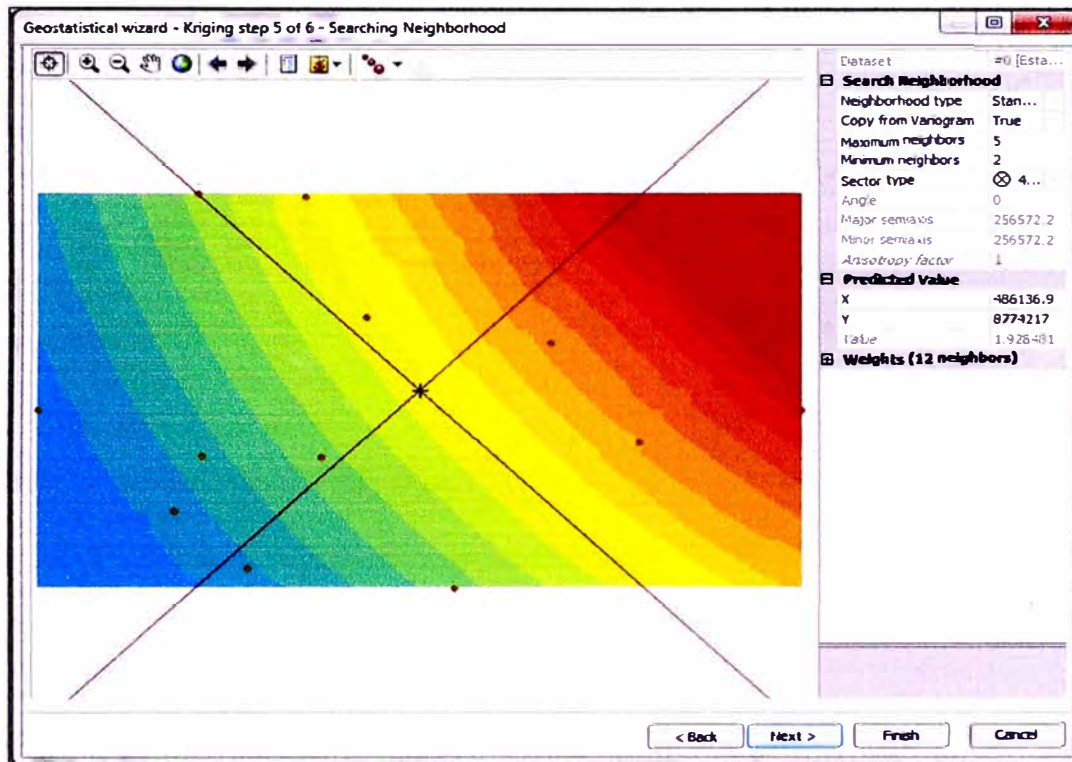 Geostatistical wizard - Kriging step 5 of 6 - Searching Neighborhood
Dataset =0 [Esta...
Search Neighborhood
Neighborhood type Stan...
Copy from Variogram True
Maximum neighbors 5
Minimum neighbors 2
Sector type 4...
Angle 0
Major semiaxis 256572.2
Minor semiaxis 256572.2
Anisotropy factor 1
Predicted Value
X 486136.9
Y 8774217
Value 1.928481
Weights (12 neighbors)
< Back Next > Finish Cancel